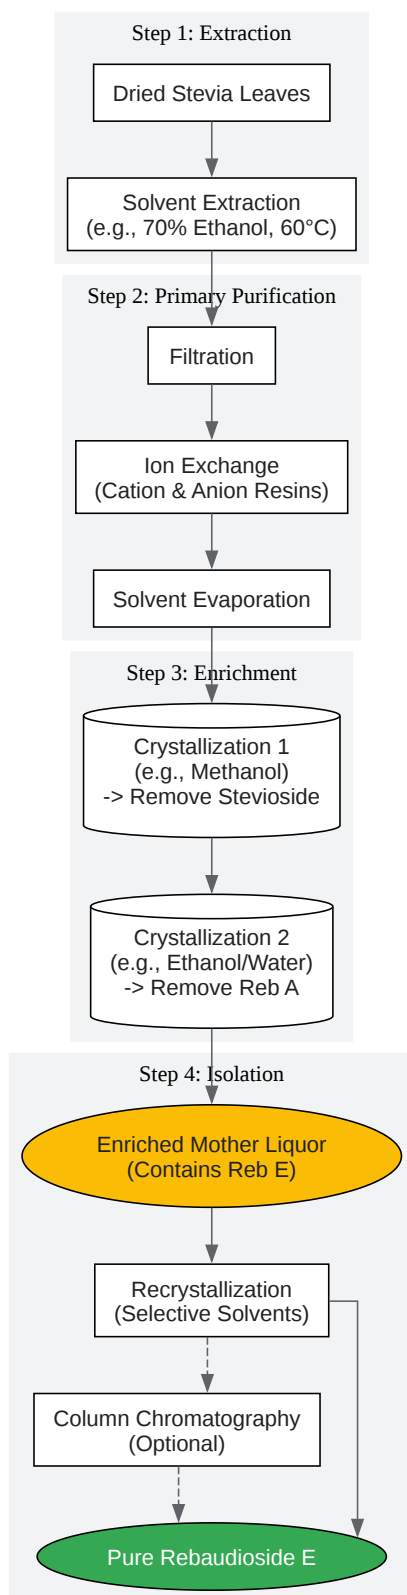 Step 1: Extraction
Dried Stevia Leaves
Solvent Extraction
(e.g., 70% Ethanol, 60°C)
Step 2: Primary Purification
Filtration
Ion Exchange
(Cation & Anion Resins)
Solvent Evaporation
Step 3: Enrichment
Crystallization 1
(e.g., Methanol)
-> Remove Stevioside
Crystallization 2
(e.g., Ethanol/Water)
-> Remove Reb A
Step 4: Isolation
Enriched Mother Liquor
(Contains Reb E)
Recrystallization
(Selective Solvents)
Column Chromatography
(Optional)
Pure Rebaudioside E